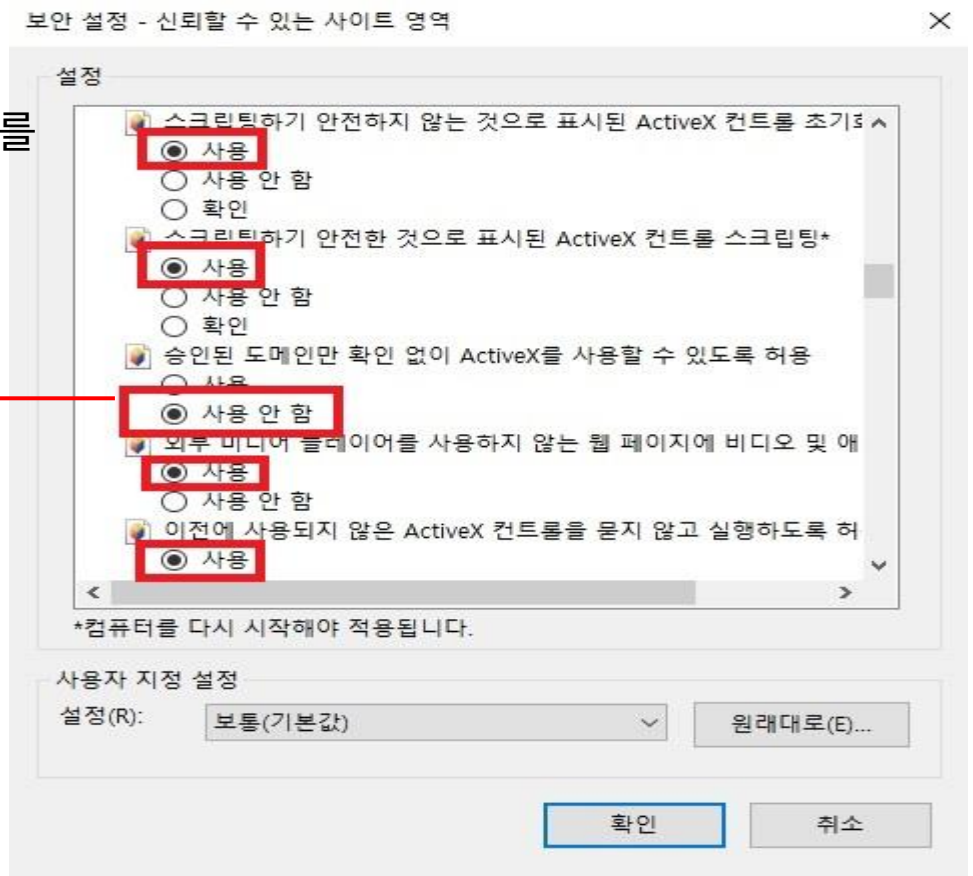 보안 설정 - 신뢰할 수 있는 사이트 영역
설정
를
스크립팅하기 안전하지 않는 것으로 표시된 ActiveX 컨트롤
사용
사용 안 함
확인
스크립팅하기 안전한 것으로 표시된 ActiveX 컨트롤 스크립팅*
사용
사용 안 함
확인
승인된 도메인만 확인 없이 ActiveX를 사용할 수 있도록 허용
사용
사용 안 함
외부 미디어 플레이어를 사용하지 않는 웹 페이지에 비디오 및 애
사용
사용 안 함
이전에 사용되지 않은 ActiveX 컨트롤을 묻지 않고 실행하도록 허
사용
*컴퓨터를 다시 시작해야 적용됩니다.
사용자 지정 설정
설정(R):
보통(기본값)
원래대로(E)...
확인
취소